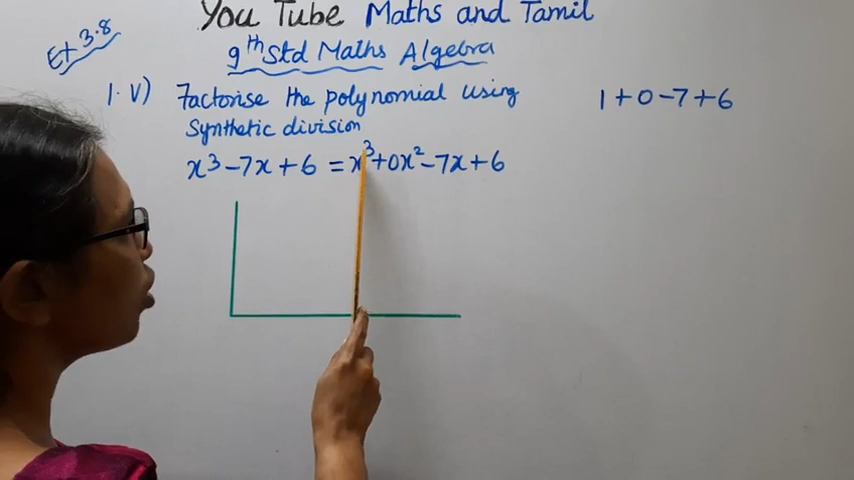 You Tube Maths and Tamil
Ex 3.8
9th Std Maths Algebra
1. v) Factorise the polynomial using
Synthetic division
1+0-7+6
x³-7x+6 = x³+0x²-7x+6